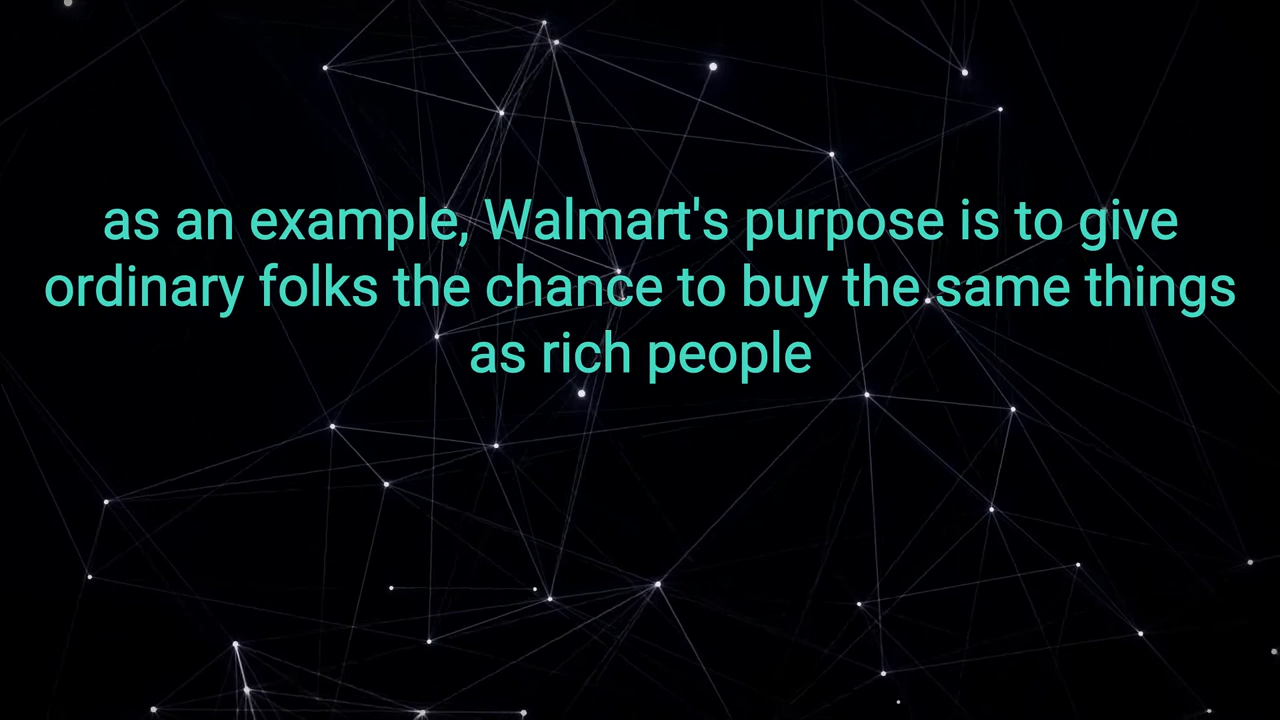 as an example, Walmart's purpose is to give
ordinary folks the chance to buy the same things
as rich people